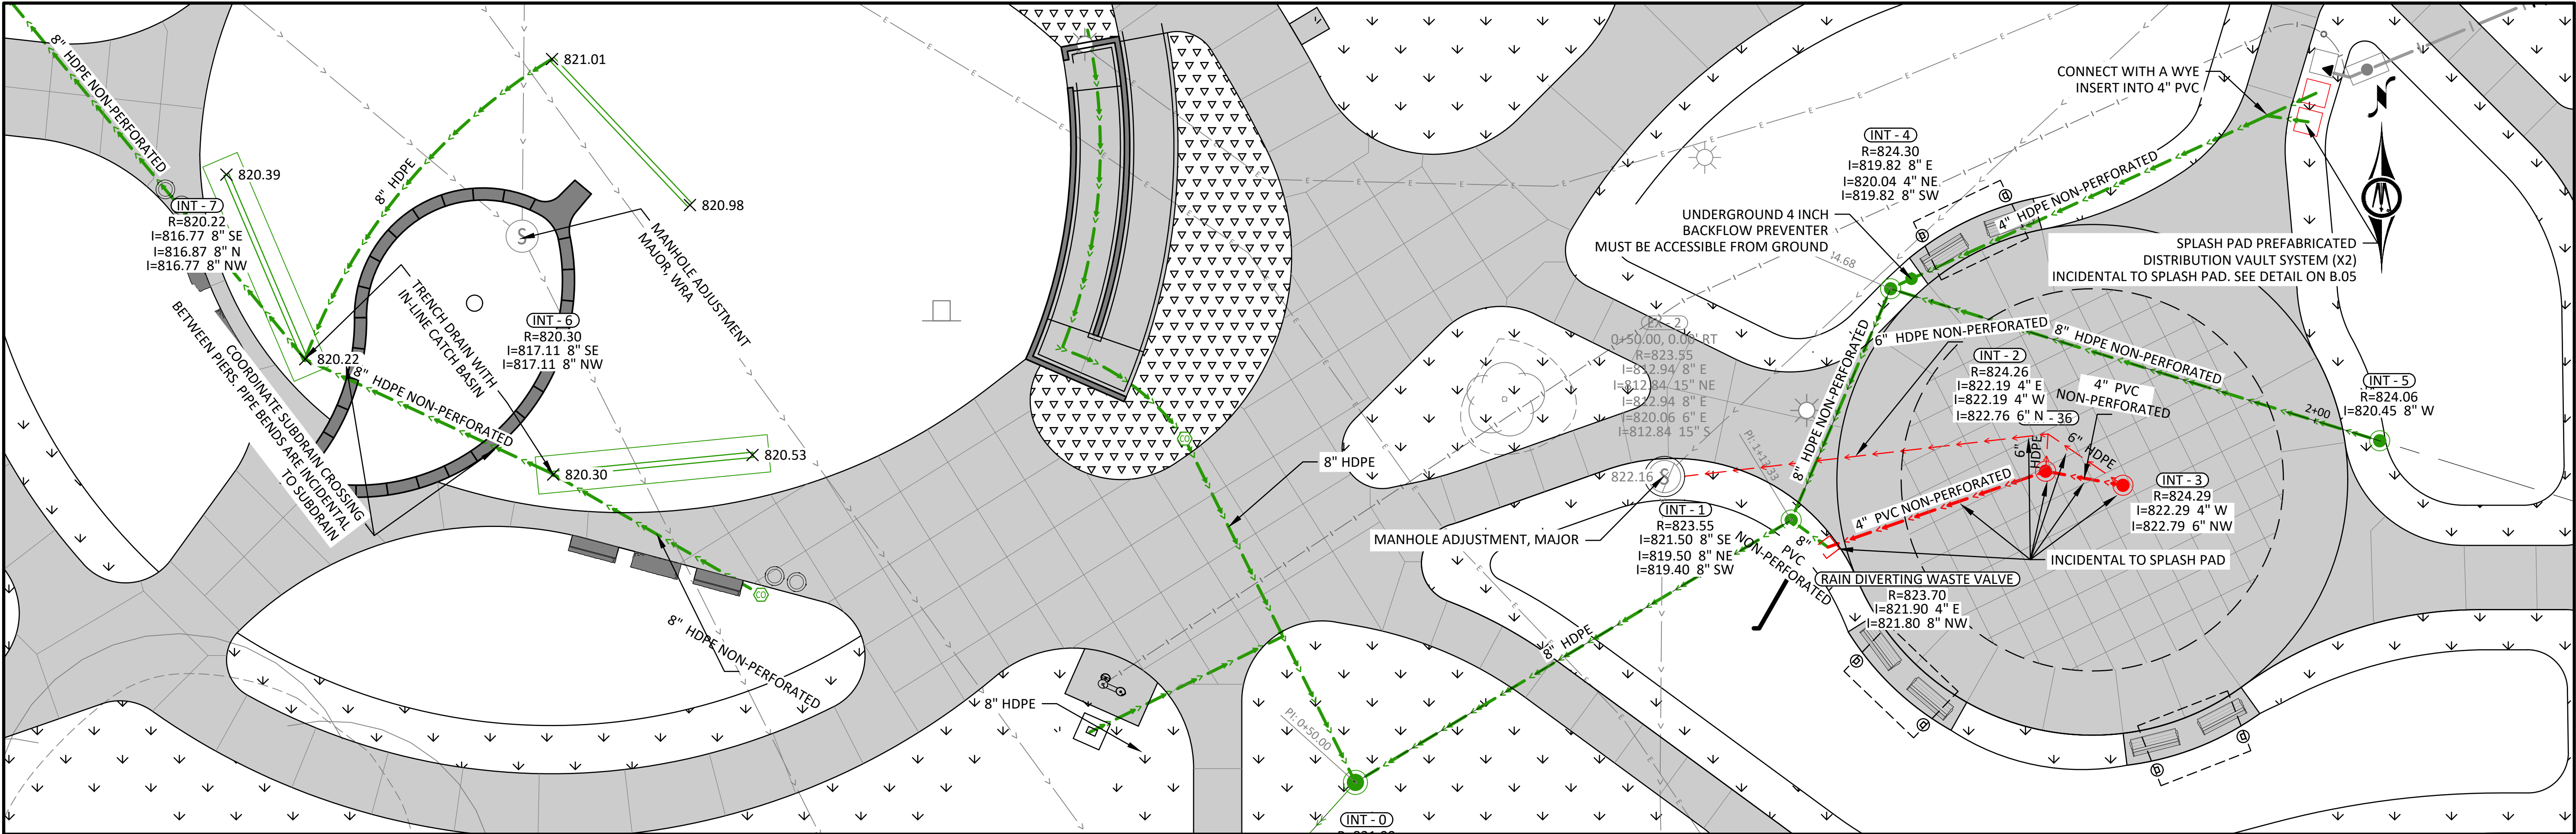 8" HDPE NON-PERFORATED
821.01
820.39
820.98
8" HDPE
INT - 7
R=820.22
I=816.77 8" SE
I=816.87 8" N
I=816.77 8" NW
S
MANHOLE ADJUSTMENT
MAJOR, WRA
TRENCH DRAIN WITH
IN-LINE CATCH BASIN
INT - 6
R=820.30
I=817.11 8" SE
I=817.11 8" NW
820.22
8" HDPE NON-PERFORATED
COORDINATE SUBDRAIN CROSSING
BETWEEN PIERS. PIPE BENDS ARE INCIDENTAL
TO SUBDRAIN
820.30
820.53
CO
8" HDPE NON-PERFORATED
CO
8" HDPE
8" HDPE
PI: 0+50.00
INT - 0
MANHOLE ADJUSTMENT, MAJOR
822.16
S
EX - 2
0+50.00, 0.00' RT
R=823.55
I=812.94 8" E
I=812.84 15" NE
I=812.94 8" E
I=820.06 6" E
I=812.84 15" S
INT - 1
R=823.55
I=821.50 8" SE
I=819.50 8" NE
I=819.40 8" SW
8" HDPE
8"
PVC
NON-PERFORATED
PI: 1+13.33
8" HDPE NON-PERFORATED
RAIN DIVERTING WASTE VALVE
R=823.70
I=821.90 4" E
I=821.80 8" NW
INT - 4
R=824.30
I=819.82 8" E
I=820.04 4" NE
I=819.82 8" SW
UNDERGROUND 4 INCH
BACKFLOW PREVENTER
MUST BE ACCESSIBLE FROM GROUND
4.68
CONNECT WITH A WYE
INSERT INTO 4" PVC
4" HDPE NON-PERFORATED
SPLASH PAD PREFABRICATED
DISTRIBUTION VAULT SYSTEM (X2)
INCIDENTAL TO SPLASH PAD. SEE DETAIL ON B.05
N
6" HDPE NON-PERFORATED
8" HDPE NON-PERFORATED
INT - 2
R=824.26
I=822.19 4" E
I=822.19 4" W
I=822.76 6" N
- 36
4" PVC
NON-PERFORATED
6"
HDPE
6" HDPE
4" PVC NON-PERFORATED
INT - 3
R=824.29
I=822.29 4" W
I=822.79 6" NW
INCIDENTAL TO SPLASH PAD
2+00
INT - 5
R=824.06
I=820.45 8" W